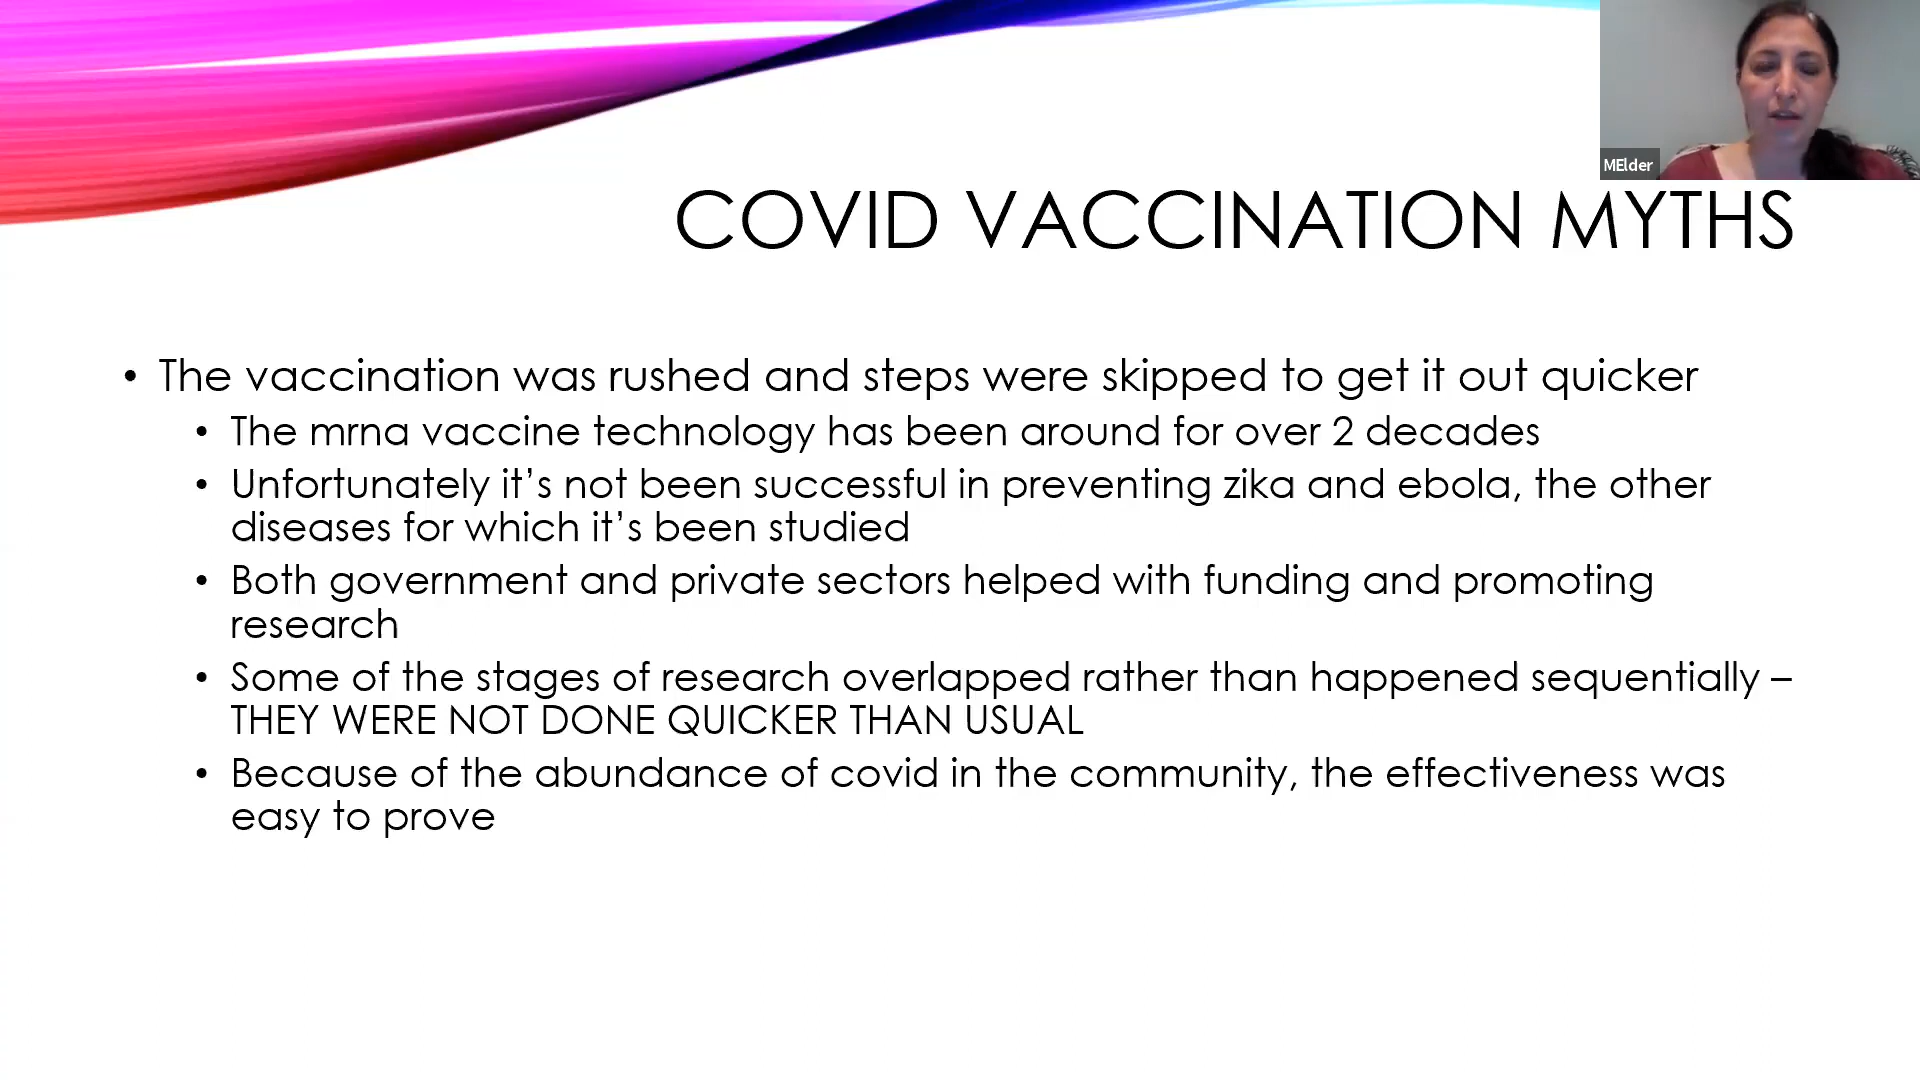 MElder
COVID VACCINATION MYTHS
• The vaccination was rushed and steps were skipped to get it out quicker
• The mrna vaccine technology has been around for over 2 decades
• Unfortunately it’s not been successful in preventing zika and ebola, the other
diseases for which it’s been studied
• Both government and private sectors helped with funding and promoting
research
• Some of the stages of research overlapped rather than happened sequentially –
THEY WERE NOT DONE QUICKER THAN USUAL
• Because of the abundance of covid in the community, the effectiveness was
easy to prove